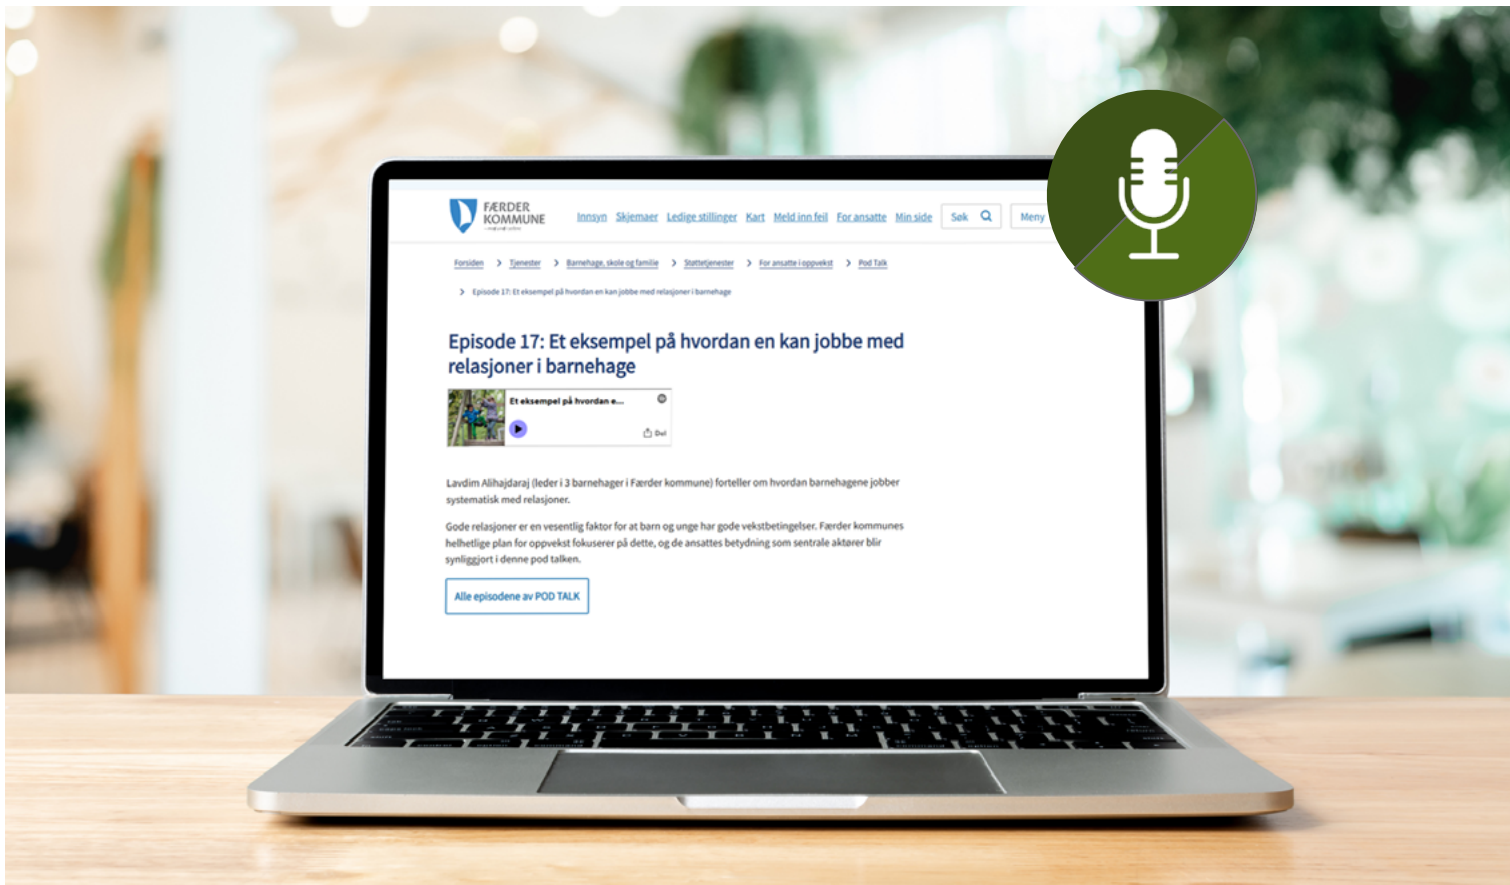 FÆRDER
KOMMUNE
Innsyn Skjemaer Ledige stillinger Kart Meld inn feil For ansatte Min side Søk Meny
Forsiden > Tjenester > Barnehage, skole og familie > Støttetjenester > For ansatte i oppvekst > Pod Talk
> Episode 17: Et eksempel på hvordan en kan jobbe med relasjoner i barnehage
Episode 17: Et eksempel på hvordan en kan jobbe med
relasjoner i barnehage
Et eksempel på hvordan e...
Del
Lavdim Alihajdaraj (leder i 3 barnehager i Færder kommune) forteller om hvordan barnehagene jobber
systematisk med relasjoner.
Gode relasjoner er en vesentlig faktor for at barn og unge har gode vekstbetingelser. Færder kommunes
helhetlige plan for oppvekst fokuserer på dette, og de ansattes betydning som sentrale aktører blir
synliggjort i denne pod talken.
Alle episodene av POD TALK